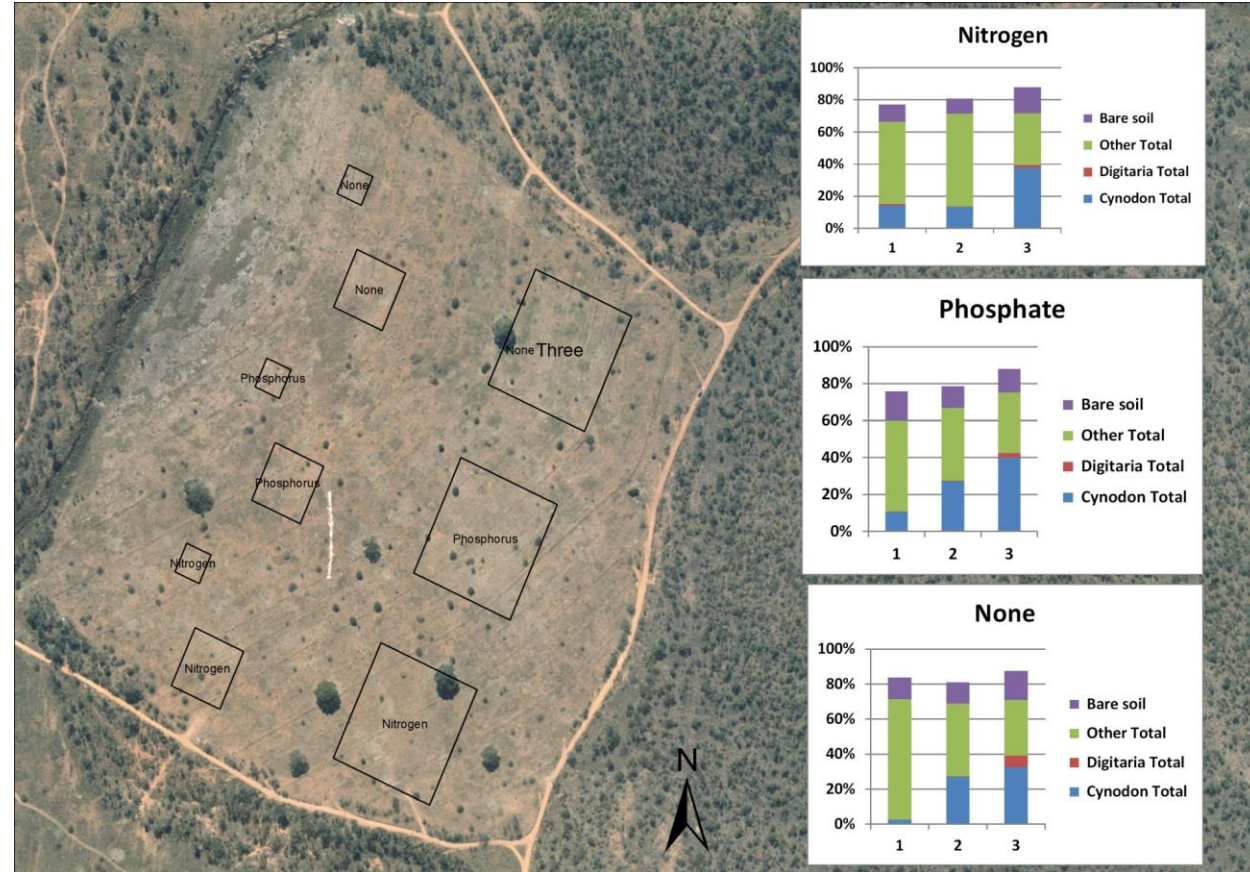 None
None
None Three
Phosphorus
Phosphorus
Phosphorus
Nitrogen
Nitrogen
Nitrogen
N
Nitrogen
100%
80%
60%
40%
20%
0%
1 2 3
Bare soil
Other Total
Digitaria Total
Cynodon Total
Phosphate
100%
80%
60%
40%
20%
0%
1 2 3
Bare soil
Other Total
Digitaria Total
Cynodon Total
None
100%
80%
60%
40%
20%
0%
1 2 3
Bare soil
Other Total
Digitaria Total
Cynodon Total